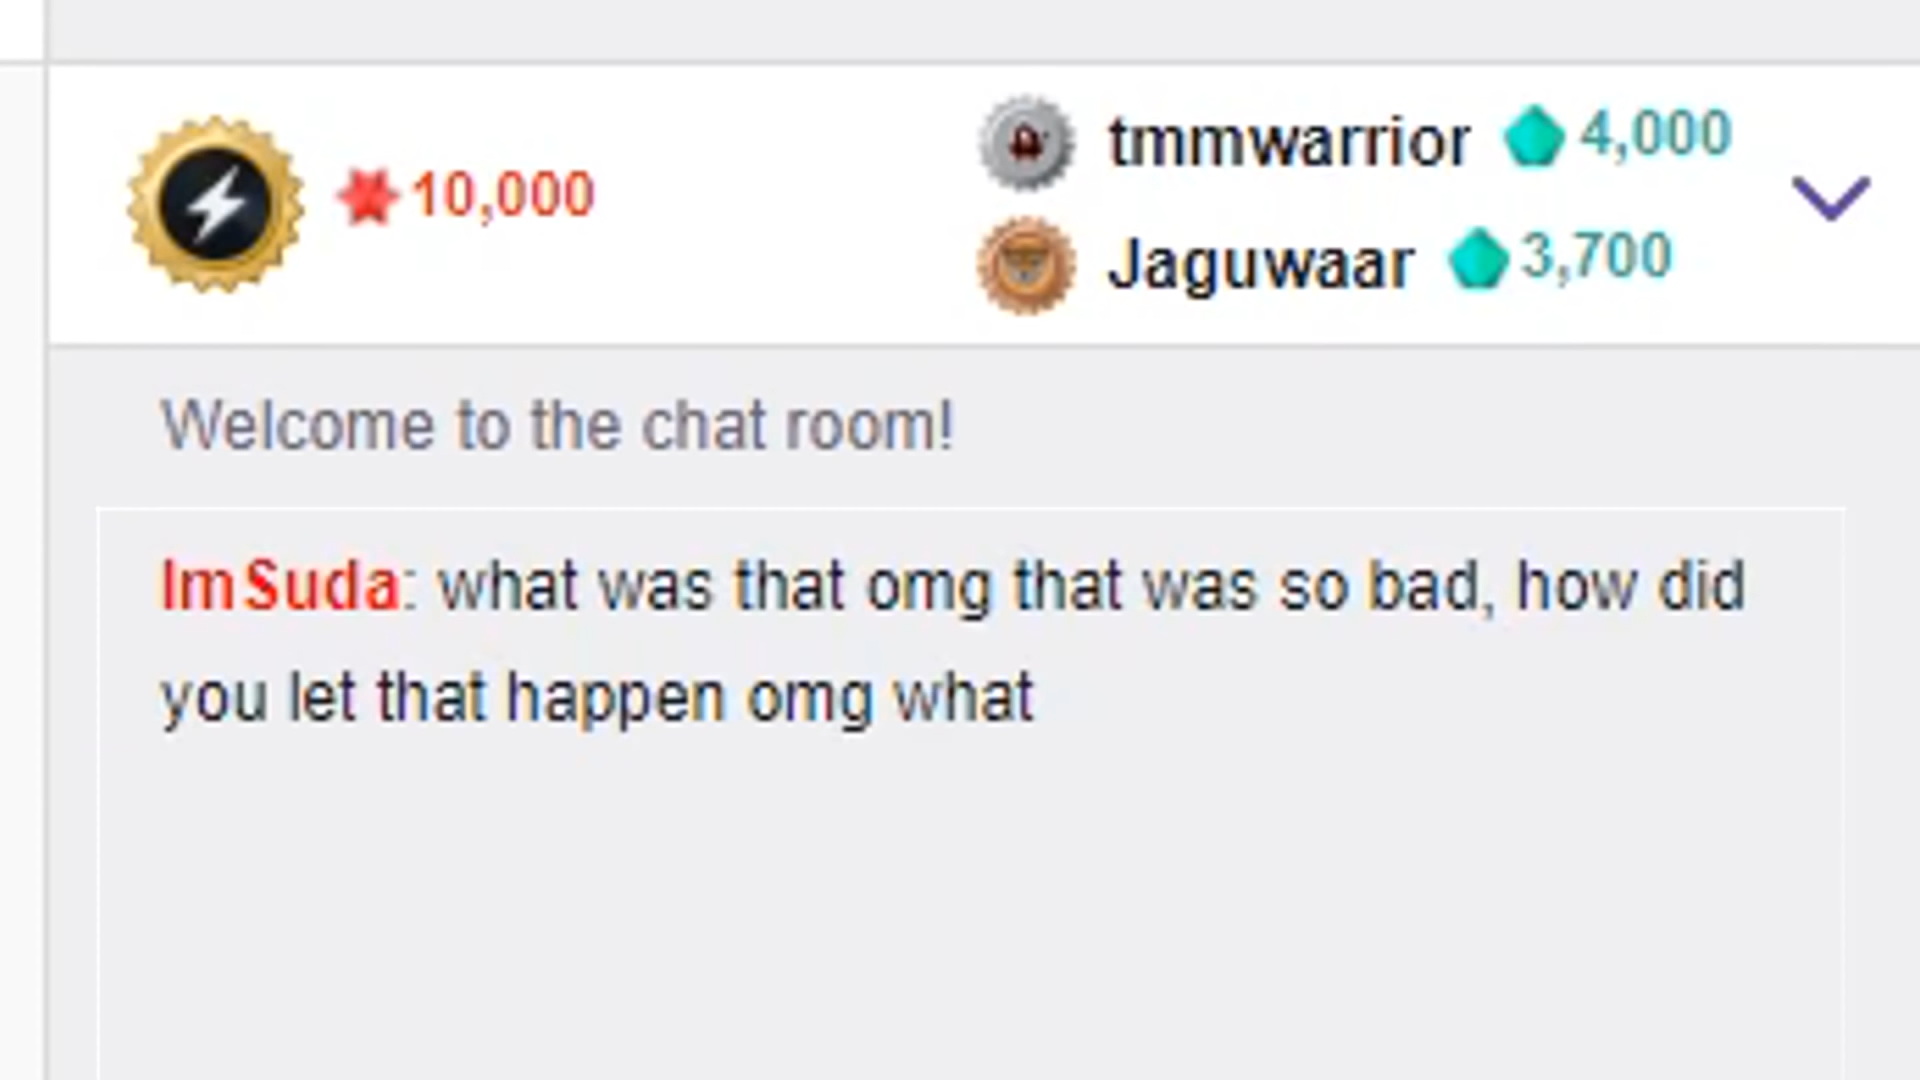 10,000
tmmwarrior 4,000
Jaguwaar 3,700
Welcome to the chat room!
ImSuda: what was that omg that was so bad, how did
you let that happen omg what